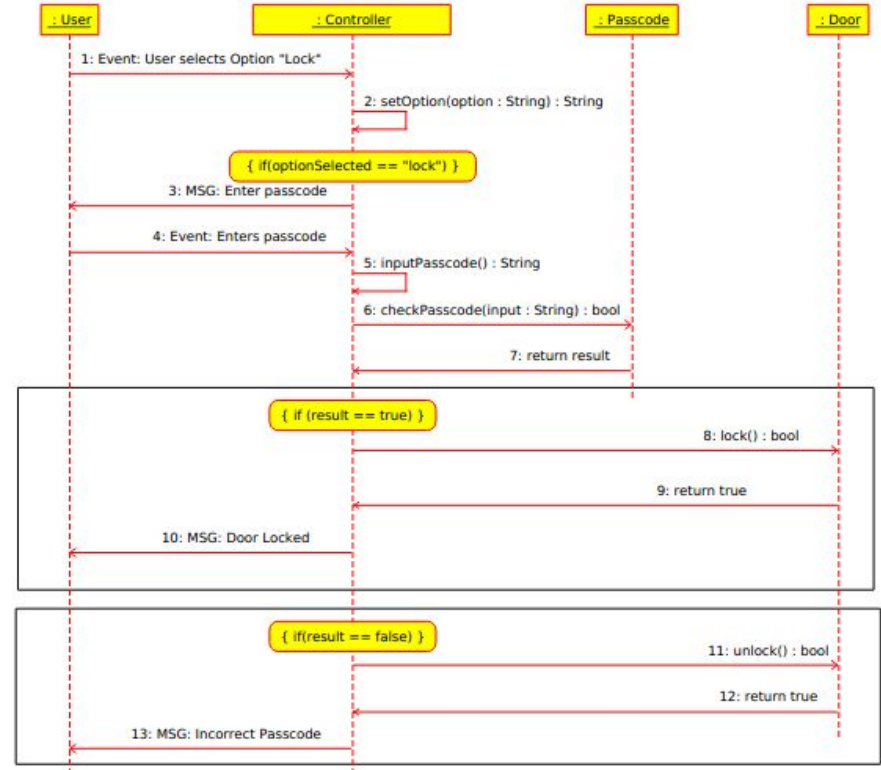 : User
: Controller
: Passcode
: Door
1: Event: User selects Option "Lock"
2: setOption(option : String) : String
{ if(optionSelected == "lock") }
3: MSG: Enter passcode
4: Event: Enters passcode
5: inputPasscode() : String
6: checkPasscode(input : String) : bool
7: return result
{ if (result == true) }
8: lock() : bool
9: return true
10: MSG: Door Locked
{ if(result == false) }
11: unlock() : bool
12: return true
13: MSG: Incorrect Passcode